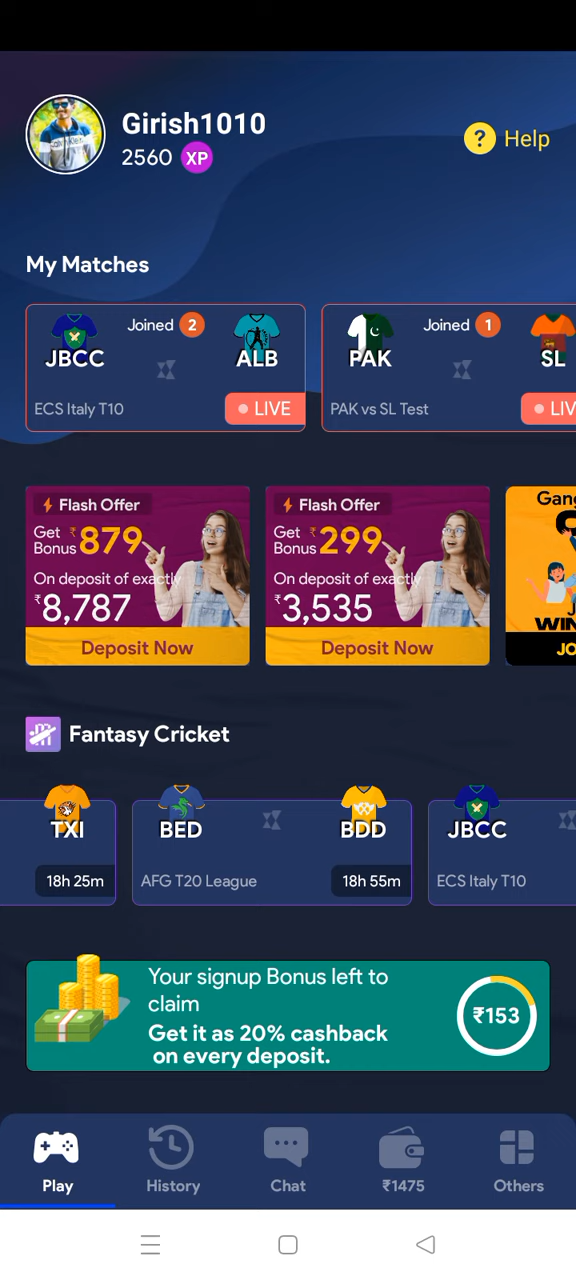 Girish1010
2560 XP
? Help
My Matches
JBCC Joined 2 ALB
ECS Italy T10 LIVE
PAK Joined 1 SL
PAK vs SL Test LIV
Flash Offer
Get Bonus ₹879
On deposit of exactly
₹8,787
Deposit Now
Flash Offer
Get Bonus ₹299
On deposit of exactly
₹3,535
Deposit Now
Gang
WIN
JO
Fantasy Cricket
TXI
18h 25m
BED BDD
AFG T20 League 18h 55m
JBCC
ECS Italy T10
Your signup Bonus left to
claim
Get it as 20% cashback
on every deposit.
₹153
Play History Chat ₹1475 Others